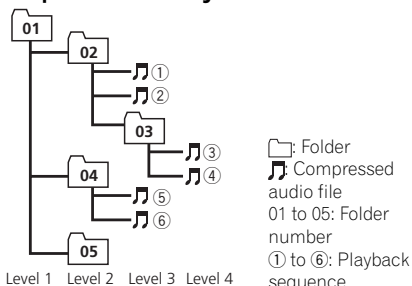 01
02
①
②
03
③
④
04
⑤
⑥
05
Level 1 Level 2 Level 3 Level 4
: Folder
: Compressed
audio file
01 to 05: Folder
number
① to ⑥: Playback
sequence